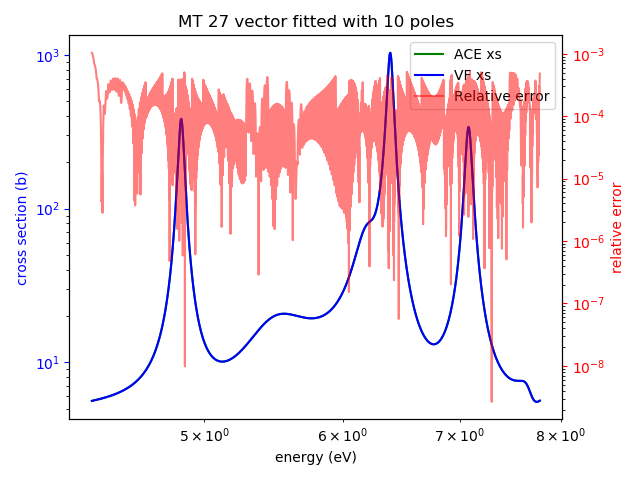 MT 27 vector fitted with 10 poles
ACE xs
VF xs
Relative error
cross section (b)
10³
10²
10¹
relative error
10⁻³
10⁻⁴
10⁻⁵
10⁻⁶
10⁻⁷
10⁻⁸
5 × 10⁰ 6 × 10⁰ 7 × 10⁰ 8 × 10⁰
energy (eV)